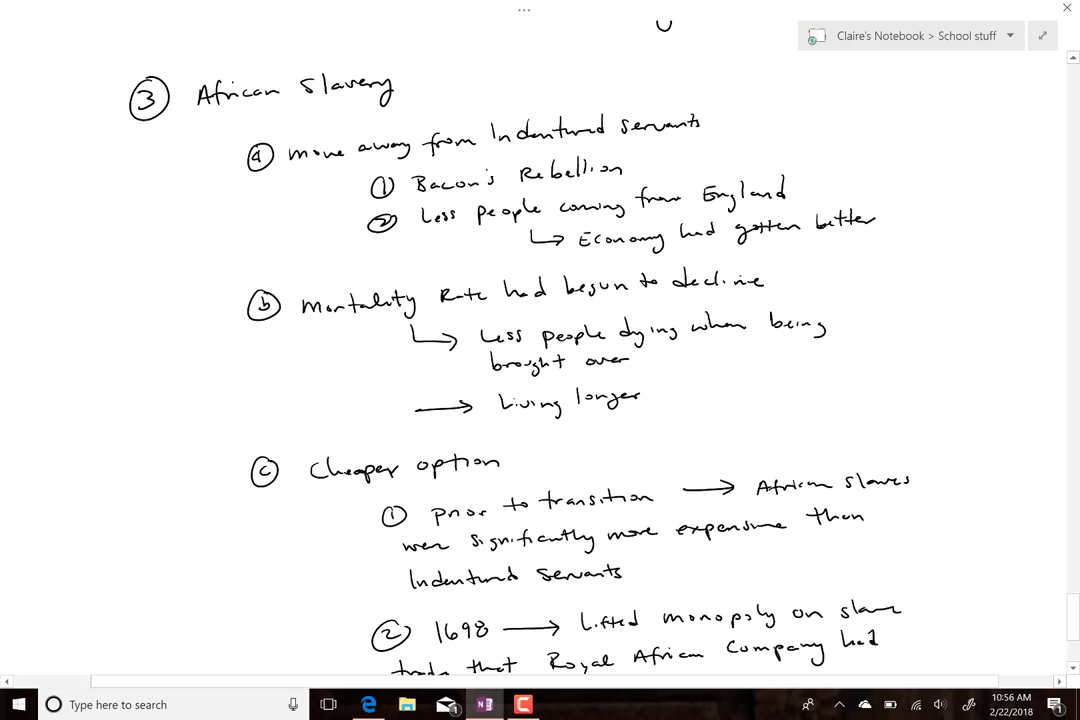 Claire's Notebook > School stuff
③ African Slavery
ⓐ Move away from Indentured servants
① Bacon's Rebellion
② Less people coming from England
↳ Economy had gotten better
ⓑ Mortality Rate had begun to decline
↳ Less people dying when being
brought over
→ Living longer
ⓒ Cheaper option
① Prior to transition → African slaves
were significantly more expensive than
Indentured Servants
② 1698 → Lifted monopoly on slave
trade that Royal African Company had
Type here to search
10:56 AM
2/22/2018